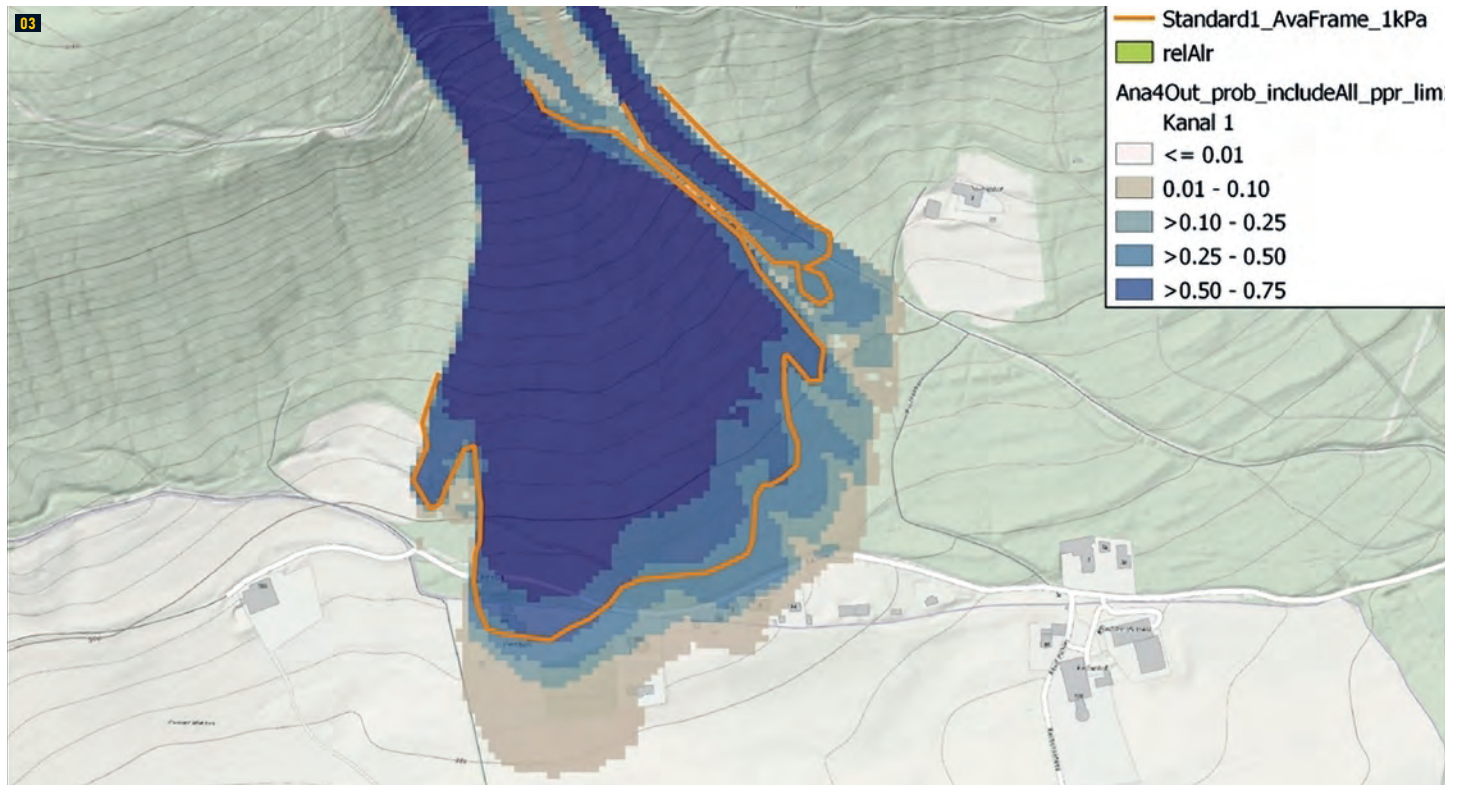 03
Standard1_AvaFrame_1kPa
relAlr
Ana4Out_prob_includeAll_ppr_lim
Kanal 1
<= 0.01
0.01 - 0.10
>0.10 - 0.25
>0.25 - 0.50
>0.50 - 0.75